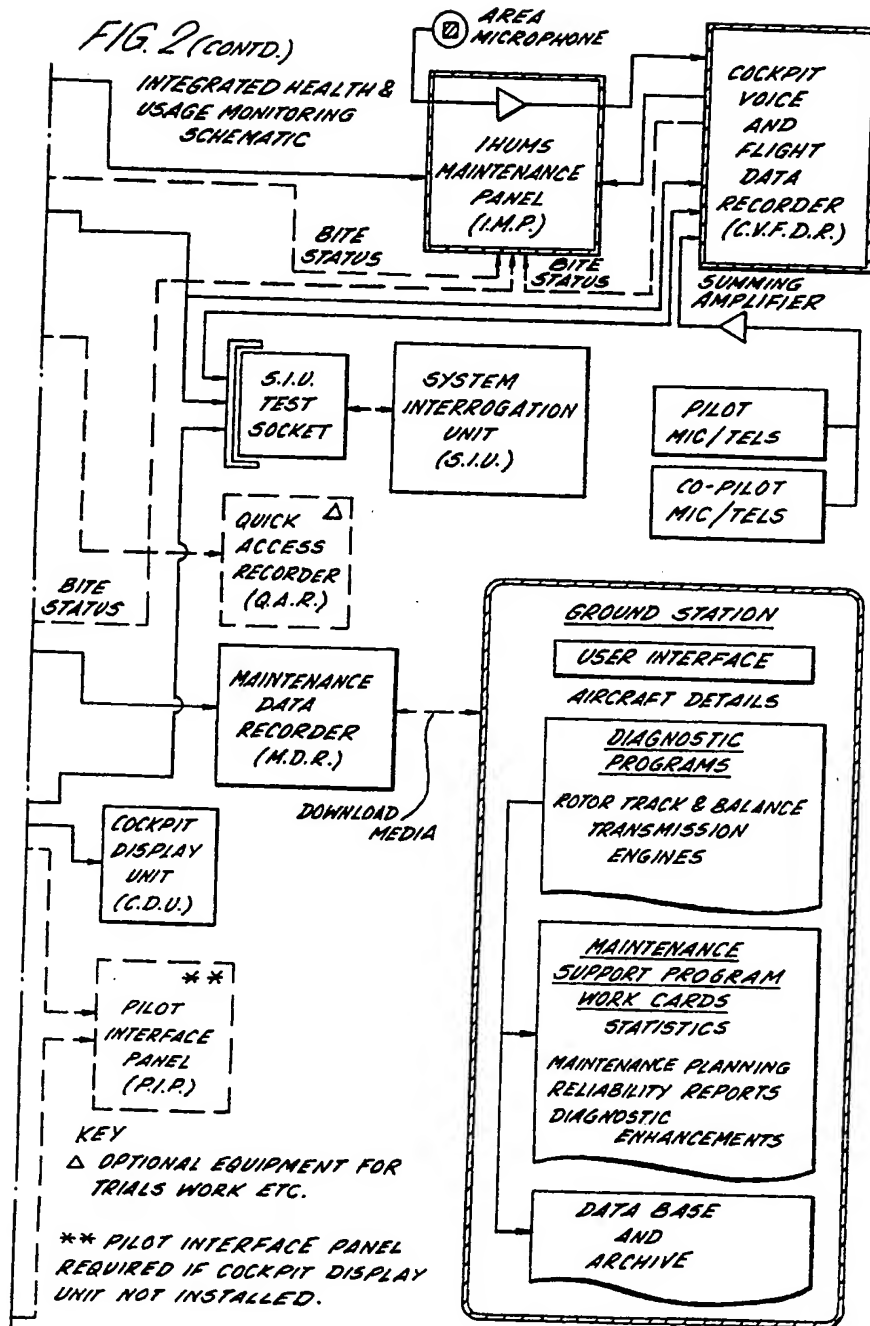 FIG. 2 (CONTD.)
AREA
MICROPHONE
INTEGRATED HEALTH &
USAGE MONITORING
SCHEMATIC
IHUMS
MAINTENANCE
PANEL
(I.M.P.)
COCKPIT
VOICE
AND
FLIGHT
DATA
RECORDER
(C.V.F.D.R.)
BITE
STATUS
BITE
STATUS
SUMMING
AMPLIFIER
S.I.U.
TEST
SOCKET
SYSTEM
INTERROGATION
UNIT
(S.I.U.)
PILOT
MIC/TELS
CO-PILOT
MIC/TELS
QUICK Δ
ACCESS
RECORDER
(Q.A.R.)
BITE
STATUS
MAINTENANCE
DATA
RECORDER
(M.D.R.)
DOWNLOAD
MEDIA
GROUND STATION
USER INTERFACE
AIRCRAFT DETAILS
DIAGNOSTIC
PROGRAMS
ROTOR TRACK & BALANCE
TRANSMISSION
ENGINES
MAINTENANCE
SUPPORT PROGRAM
WORK CARDS
STATISTICS
MAINTENANCE PLANNING
RELIABILITY REPORTS
DIAGNOSTIC
ENHANCEMENTS
DATA BASE
AND
ARCHIVE
COCKPIT
DISPLAY
UNIT
(C.D.U.)
**
PILOT
INTERFACE
PANEL
(P.I.P.)
KEY
Δ OPTIONAL EQUIPMENT FOR
TRIALS WORK ETC.
** PILOT INTERFACE PANEL
REQUIRED IF COCKPIT DISPLAY
UNIT NOT INSTALLED.